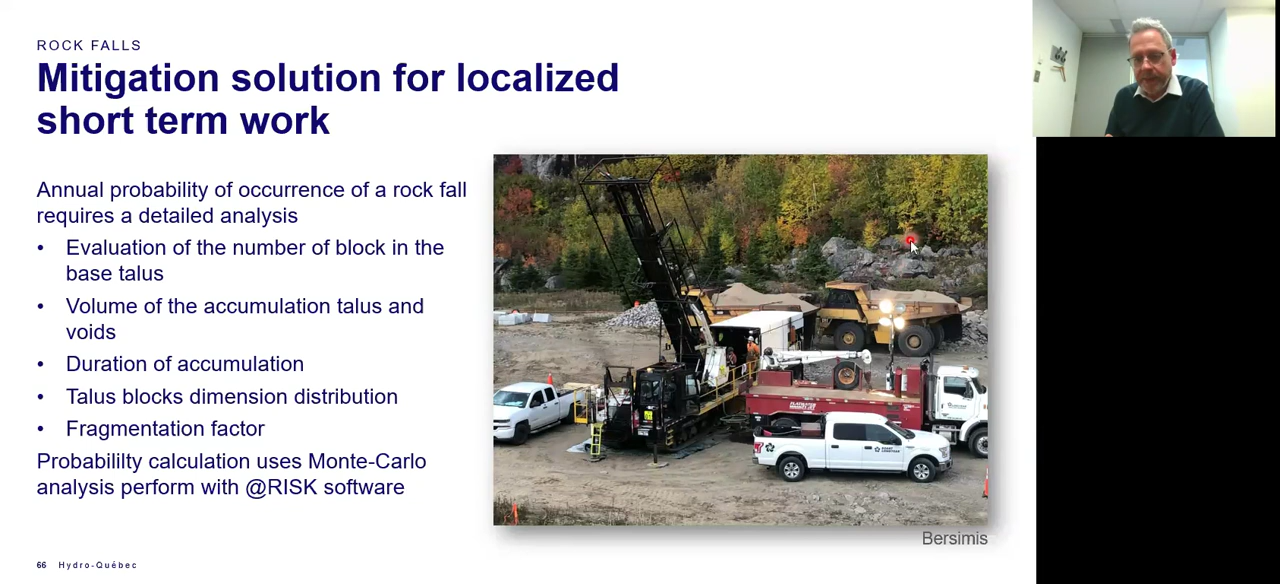 ROCK FALLS
Mitigation solution for localized
short term work
Annual probability of occurrence of a rock fall
requires a detailed analysis
• Evaluation of the number of block in the
base talus
• Volume of the accumulation talus and
voids
• Duration of accumulation
• Talus blocks dimension distribution
• Fragmentation factor
Probabililty calculation uses Monte-Carlo
analysis perform with @RISK software
Bersimis
66 Hydro-Québec